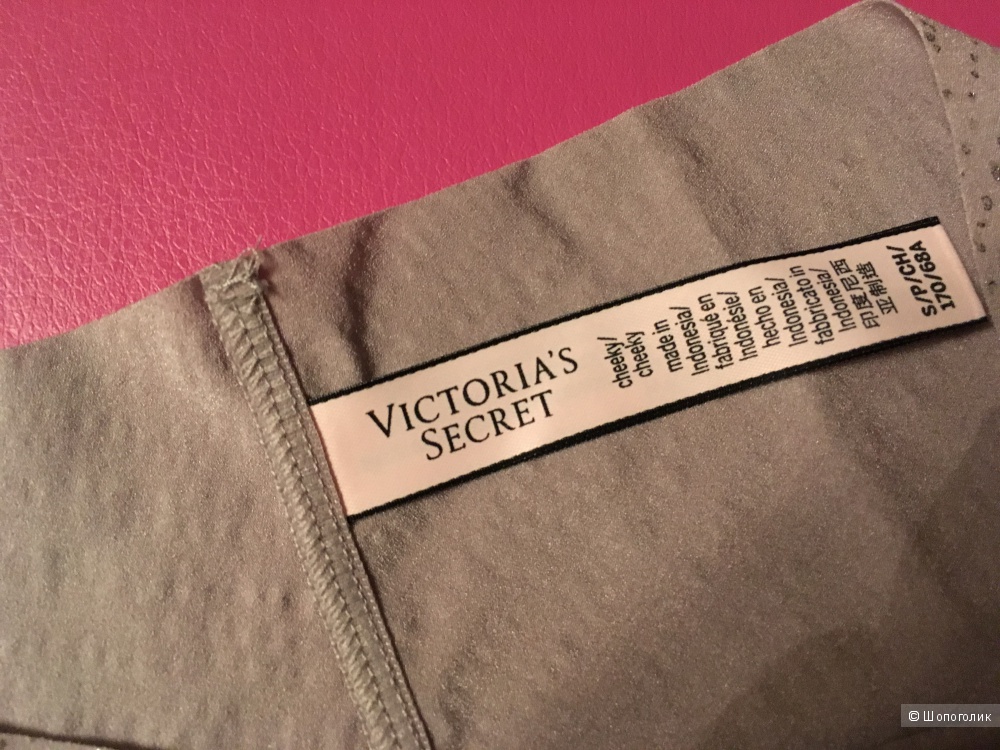 VICTORIA'S
SECRET
cheeky/
cheeky
made in
Indonesia/
fabriqué en
Indonésie/
hecho en
Indonesia/
fabbricato in
Indonesia/
印度尼西
亚制造
S/P/CH/
170/68A
© Шопоголик